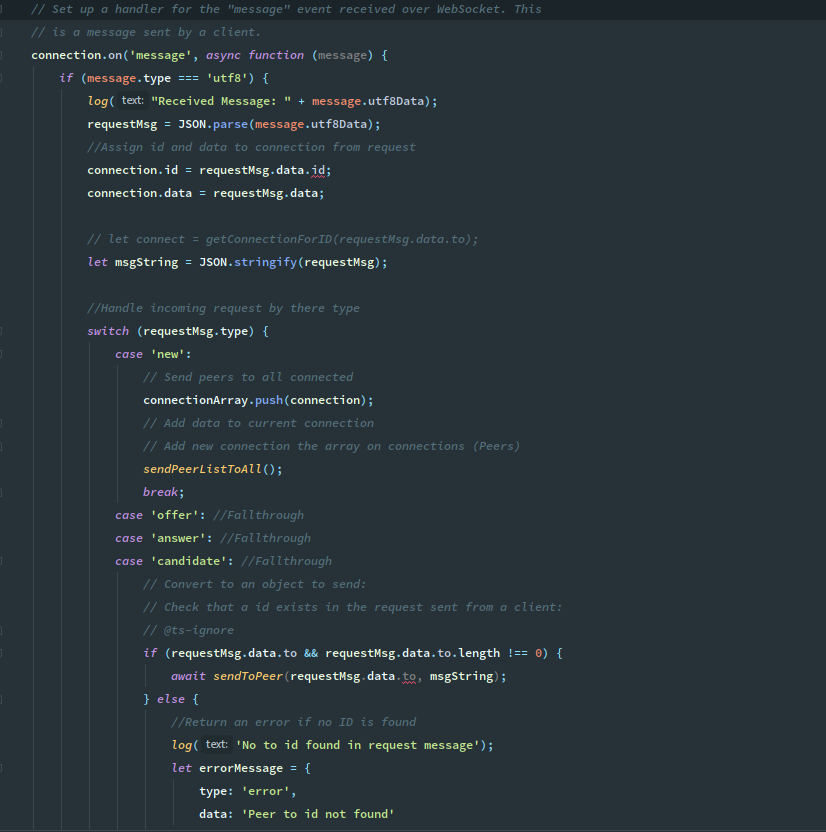 // Set up a handler for the "message" event received over WebSocket. This
// is a message sent by a client.
connection.on('message', async function (message) {
    if (message.type === 'utf8') {
        log( text: "Received Message: " + message.utf8Data);
        requestMsg = JSON.parse(message.utf8Data);
        //Assign id and data to connection from request
        connection.id = requestMsg.data.id;
        connection.data = requestMsg.data;

        // let connect = getConnectionForID(requestMsg.data.to);
        let msgString = JSON.stringify(requestMsg);

        //Handle incoming request by there type
        switch (requestMsg.type) {
            case 'new':
                // Send peers to all connected
                connectionArray.push(connection);
                // Add data to current connection
                // Add new connection the array on connections (Peers)
                sendPeerListToAll();
                break;
            case 'offer': //Fallthrough
            case 'answer': //Fallthrough
            case 'candidate': //Fallthrough
                // Convert to an object to send:
                // Check that a id exists in the request sent from a client:
                // @ts-ignore
                if (requestMsg.data.to && requestMsg.data.to.length !== 0) {
                    await sendToPeer(requestMsg.data.to, msgString);
                } else {
                    //Return an error if no ID is found
                    log( text: 'No to id found in request message');
                    let errorMessage = {
                        type: 'error',
                        data: 'Peer to id not found'